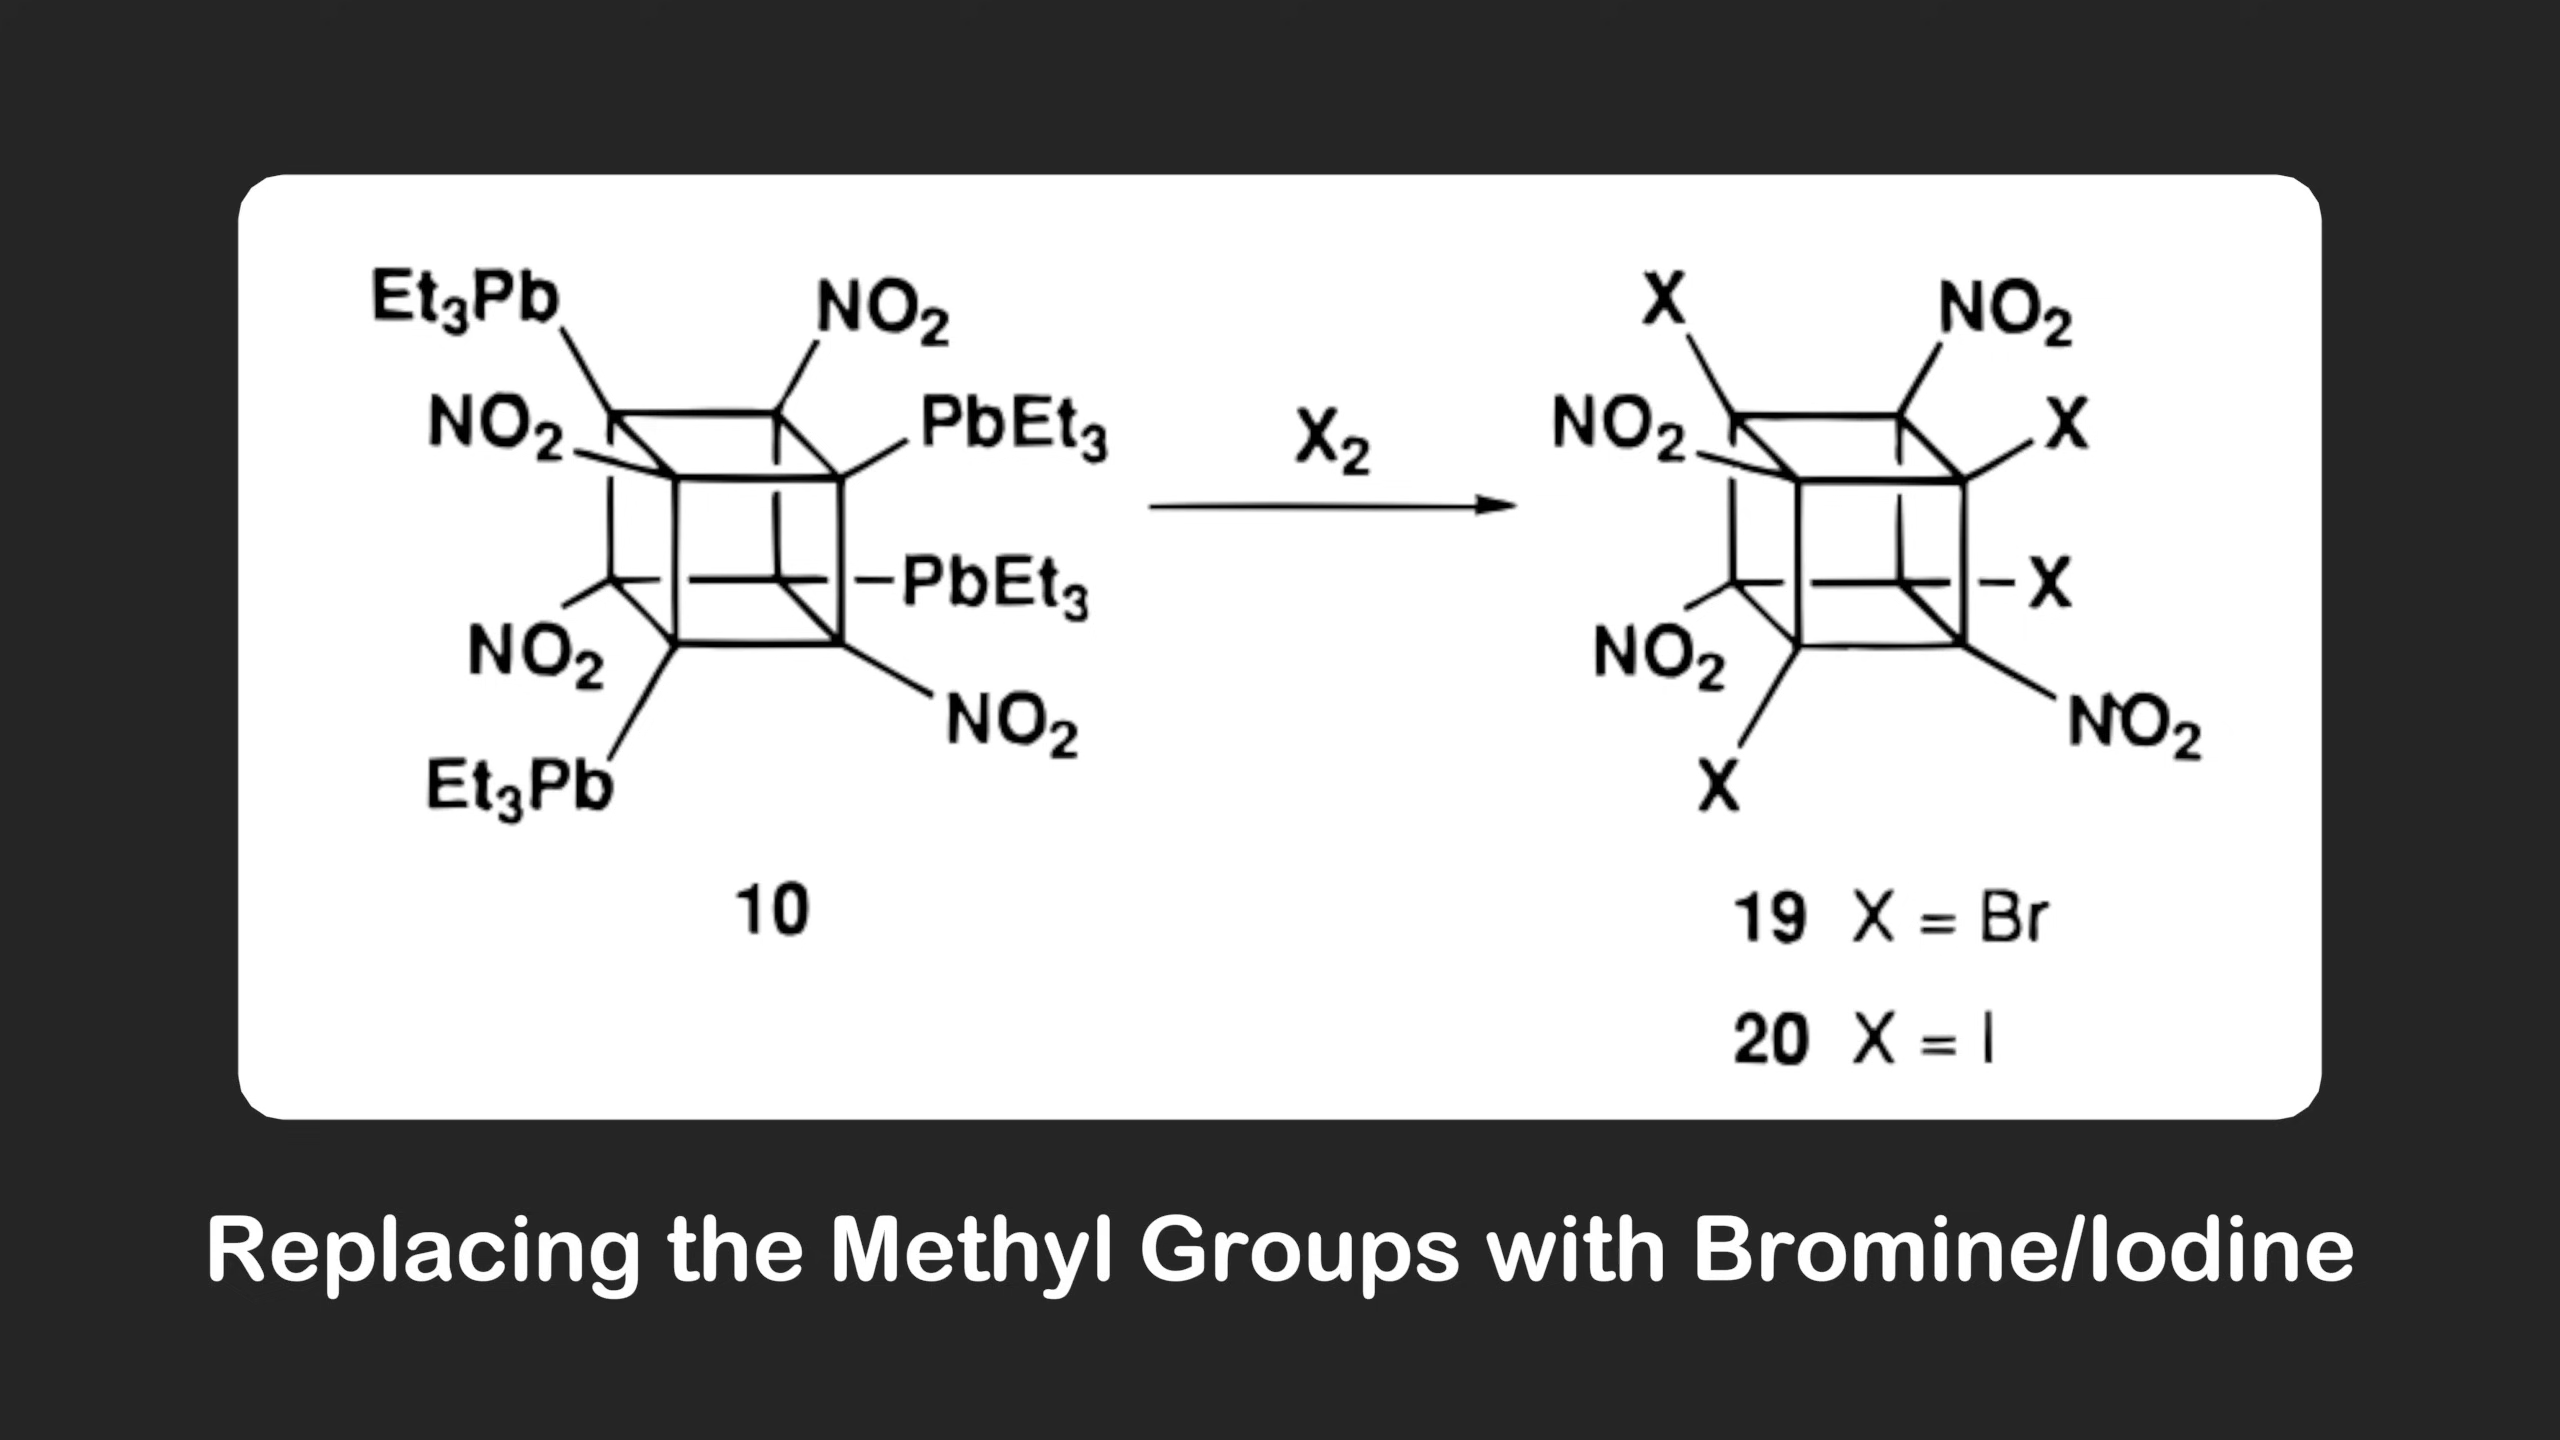 Et₃Pb
NO₂
NO₂
PbEt₃
PbEt₃
NO₂
NO₂
Et₃Pb
10
X₂
X
NO₂
NO₂
X
X
NO₂
NO₂
X
19 X = Br
20 X = I
Replacing the Methyl Groups with Bromine/Iodine